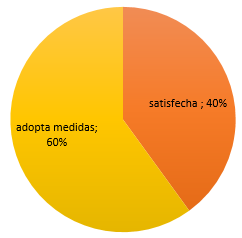 satisfecha ; 40%
adopta medidas;
60%